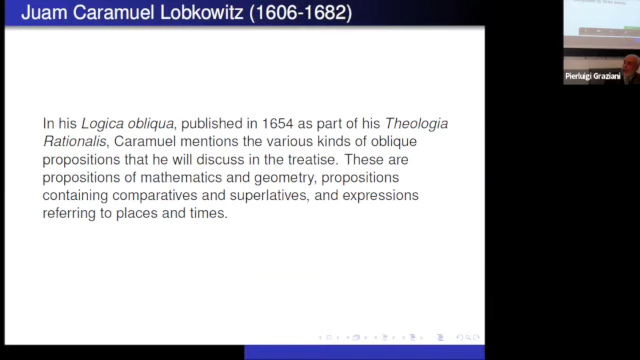 Juam Caramuel Lobkowitz (1606-1682)
In his Logica obliqua, published in 1654 as part of his Theologia
Rationalis, Caramuel mentions the various kinds of oblique
propositions that he will discuss in the treatise. These are
propositions of mathematics and geometry, propositions
containing comparatives and superlatives, and expressions
referring to places and times.
Pierluigi Graziani